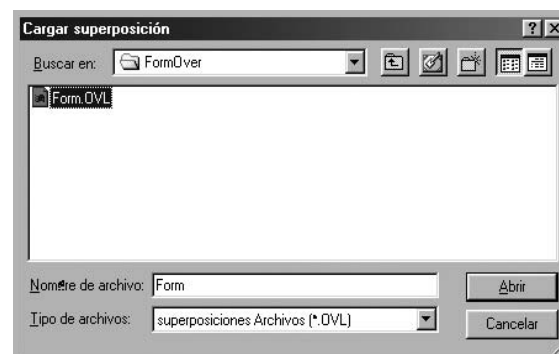 Cargar superposición
Buscar en: FormOver
Form.OVL
Nombre de archivo: Form Abrir
Tipo de archivos: superposiciones Archivos (*.OVL) Cancelar